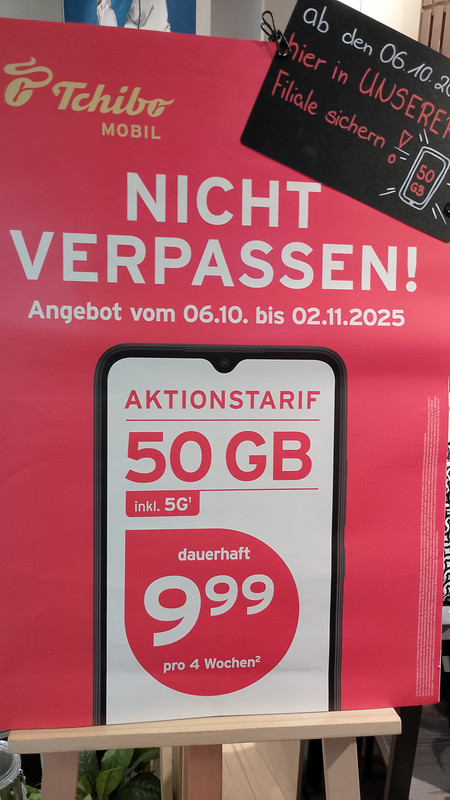 ab den 06.10.20
hier in UNSERER
Filiale sichern!
50
GB
Tchibo
MOBIL
NICHT
VERPASSEN!
Angebot vom 06.10. bis 02.11.2025
AKTIONSTARIF
50 GB
inkl. 5G¹
dauerhaft
9⁹⁹
pro 4 Wochen²